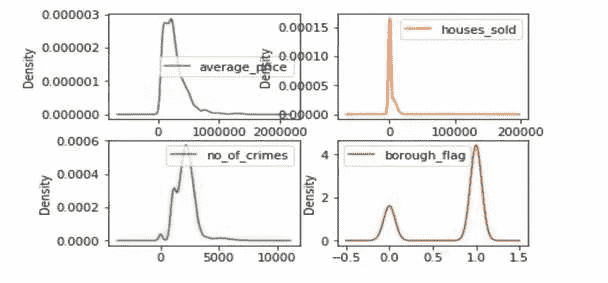 0.000003
0.000002
0.000001
0.000000
Density
average_price
0 1000000 2000000
0.00015
0.00010
0.00005
0.00000
Density
houses_sold
0 100000 200000
0.0006
0.0004
0.0002
0.0000
Density
no_of_crimes
0 5000 10000
4
2
0
Density
borough_flag
−0.5 0.0 0.5 1.0 1.5